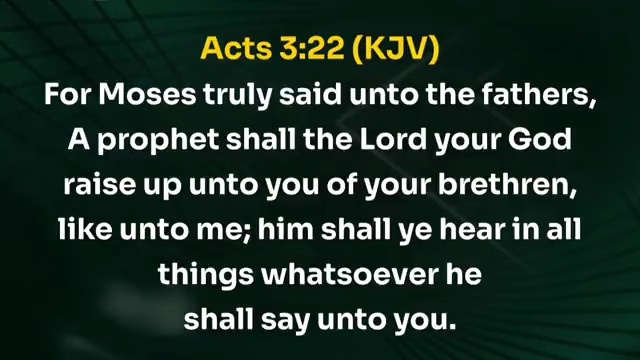 Acts 3:22 (KJV)
For Moses truly said unto the fathers,
A prophet shall the Lord your God
raise up unto you of your brethren,
like unto me; him shall ye hear in all
things whatsoever he
shall say unto you.